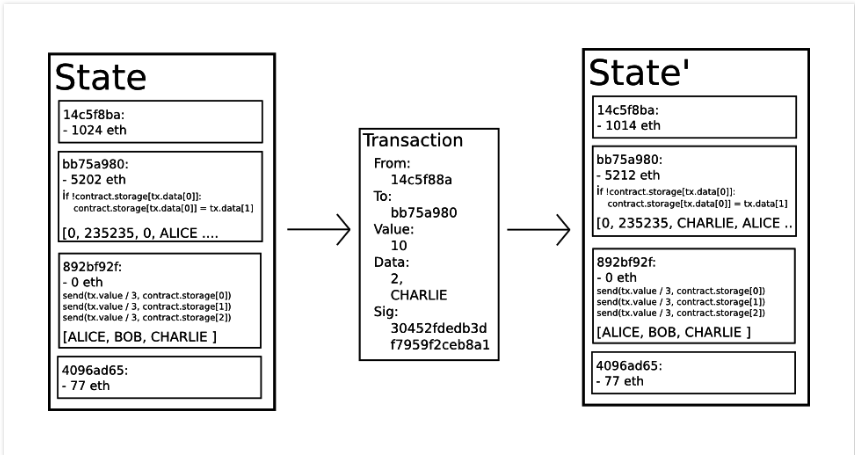 State
14c5f8ba:
- 1024 eth
bb75a980:
- 5202 eth
if !contract.storage[tx.data[0]]:
contract.storage[tx.data[0]] = tx.data[1]
[0, 235235, 0, ALICE ....
892bf92f:
- 0 eth
send(tx.value / 3, contract.storage[0])
send(tx.value / 3, contract.storage[1])
send(tx.value / 3, contract.storage[2])
[ALICE, BOB, CHARLIE ]
4096ad65:
- 77 eth
Transaction
From:
14c5f88a
To:
bb75a980
Value:
10
Data:
2,
CHARLIE
Sig:
30452fdedb3d
f7959f2ceb8a1
State'
14c5f8ba:
- 1014 eth
bb75a980:
- 5212 eth
if !contract.storage[tx.data[0]]:
contract.storage[tx.data[0]] = tx.data[1]
[0, 235235, CHARLIE, ALICE ..
892bf92f:
- 0 eth
send(tx.value / 3, contract.storage[0])
send(tx.value / 3, contract.storage[1])
send(tx.value / 3, contract.storage[2])
[ALICE, BOB, CHARLIE ]
4096ad65:
- 77 eth